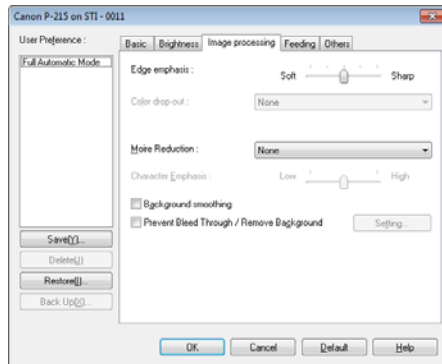 Canon P-215 on STI - 0011
User Preference :
Full Automatic Mode
Save(Y)...
Delete(J)
Restore(I)...
Back Up(X)...
Basic Brightness Image processing Feeding Others
Edge emphasis : Soft Sharp
Color drop-out : None
Moire Reduction : None
Character Emphasis : Low High
Background smoothing
Prevent Bleed Through / Remove Background Setting...
OK Cancel Default Help